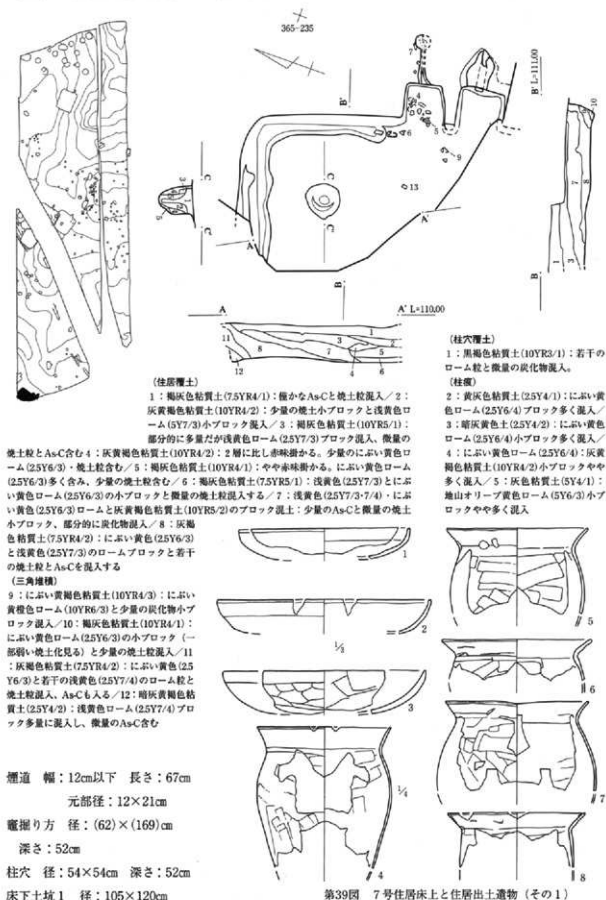 365-235
B' L=111.00
A
A' L=110.00
(柱穴覆土)
1：黒褐色粘質土(10YR3/1)：若干の
ローム粒と微量の炭化物混入。
(柱痕)
2：黄灰色粘質土(2.5Y4/1)：にぶい黄
色ローム(2.5Y6/4)ブロック多く混入／
3：暗灰黄色土(2.5Y4/2)：にぶい黄色
ローム(2.5Y6/4)小ブロック多く混入／
4：にぶい黄色ローム(2.5Y6/4)：灰黄
褐色粘質土(10YR4/2)小ブロックやや
多く混入／5：灰色粘質土(5Y4/1)：
地山オリーブ黄色ローム(5Y6/3)小ブ
ロックやや多く混入
(住居覆土)
1：褐灰色粘質土(7.5YR4/1)：僅かなAs-Cと焼土粒混入／2：
灰黄褐色粘質土(10YR4/2)：少量の焼土小ブロックと浅黄色ロ
ーム(5Y7/3)小ブロック混入／3：褐灰色粘質土(10YR5/1)：
部分的に多量だが浅黄色ローム(2.5Y7/3)ブロック混入、微量の
焼土粒とAs-C含む 4：灰黄褐色粘質土(10YR4/2)：2層に比し赤味掛かる。少量のにぶい黄色ロ
ーム(2.5Y6/3)・焼土粒含む／5：褐灰色粘質土(10YR4/1)：やや赤味掛かる。にぶい黄色ローム
(2.5Y6/3)多く含み、少量の焼土粒含む／6：褐灰色粘質土(7.5YR5/1)：浅黄色(2.5Y7/3)とにぶ
い黄色ローム(2.5Y6/3)の小ブロックと微量の焼土粒混入する／7：浅黄色(2.5Y7/3・7/4)・にぶ
い黄色(2.5Y6/3)ロームと灰黄褐色粘質土(10YR5/2)のブロック混土：少量のAs-Cと微量の焼土
小ブロック、部分的に炭化物混入／8：灰褐
色粘質土(7.5YR4/2)：にぶい黄色(2.5Y6/3)
と浅黄色(2.5Y7/3)のロームブロックと若干
の焼土粒とAs-Cを混入する
(三角堆積)
9：にぶい黄褐色粘質土(10YR4/3)：にぶい
黄橙色ローム(10YR6/3)と少量の炭化物小ブ
ロック混入／10：褐灰色粘質土(10YR4/1)：
にぶい黄色ローム(2.5Y6/3)の小ブロック（一
部弱い焼土化見る）と少量の焼土粒混入／11
：灰褐色粘質土(7.5YR4/2)：にぶい黄色(2.5
Y6/3)と若干の浅黄色(2.5Y7/4)のローム粒と
焼土粒混入、As-Cも入る／12：暗灰黄褐色粘
質土(2.5Y4/2)：浅黄色ローム(2.5Y7/4)ブロ
ック多量に混入し、微量のAs-C含む
1
2
1/2
3
1/4
4
5
6
7
8
煙道　幅：12㎝以下　長さ：67㎝
元部径：12×21㎝
竈掘り方　径：(62)×(169)㎝
深さ：52㎝
柱穴　径：54×54㎝　深さ：52㎝
床下土坑1　径：105×120㎝
第39図　7号住居床上と住居出土遺物（その1）